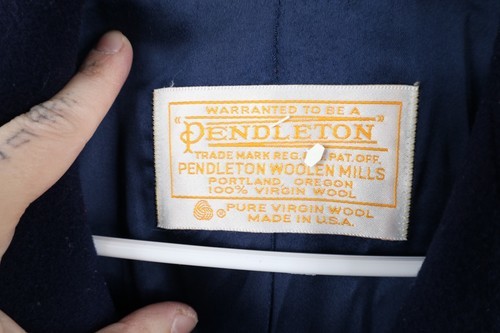 WARRANTED TO BE A
"PENDLETON"
TRADE MARK REG. PAT. OFF.
PENDLETON WOOLEN MILLS
PORTLAND, OREGON
100% VIRGIN WOOL
® PURE VIRGIN WOOL
MADE IN U.S.A.